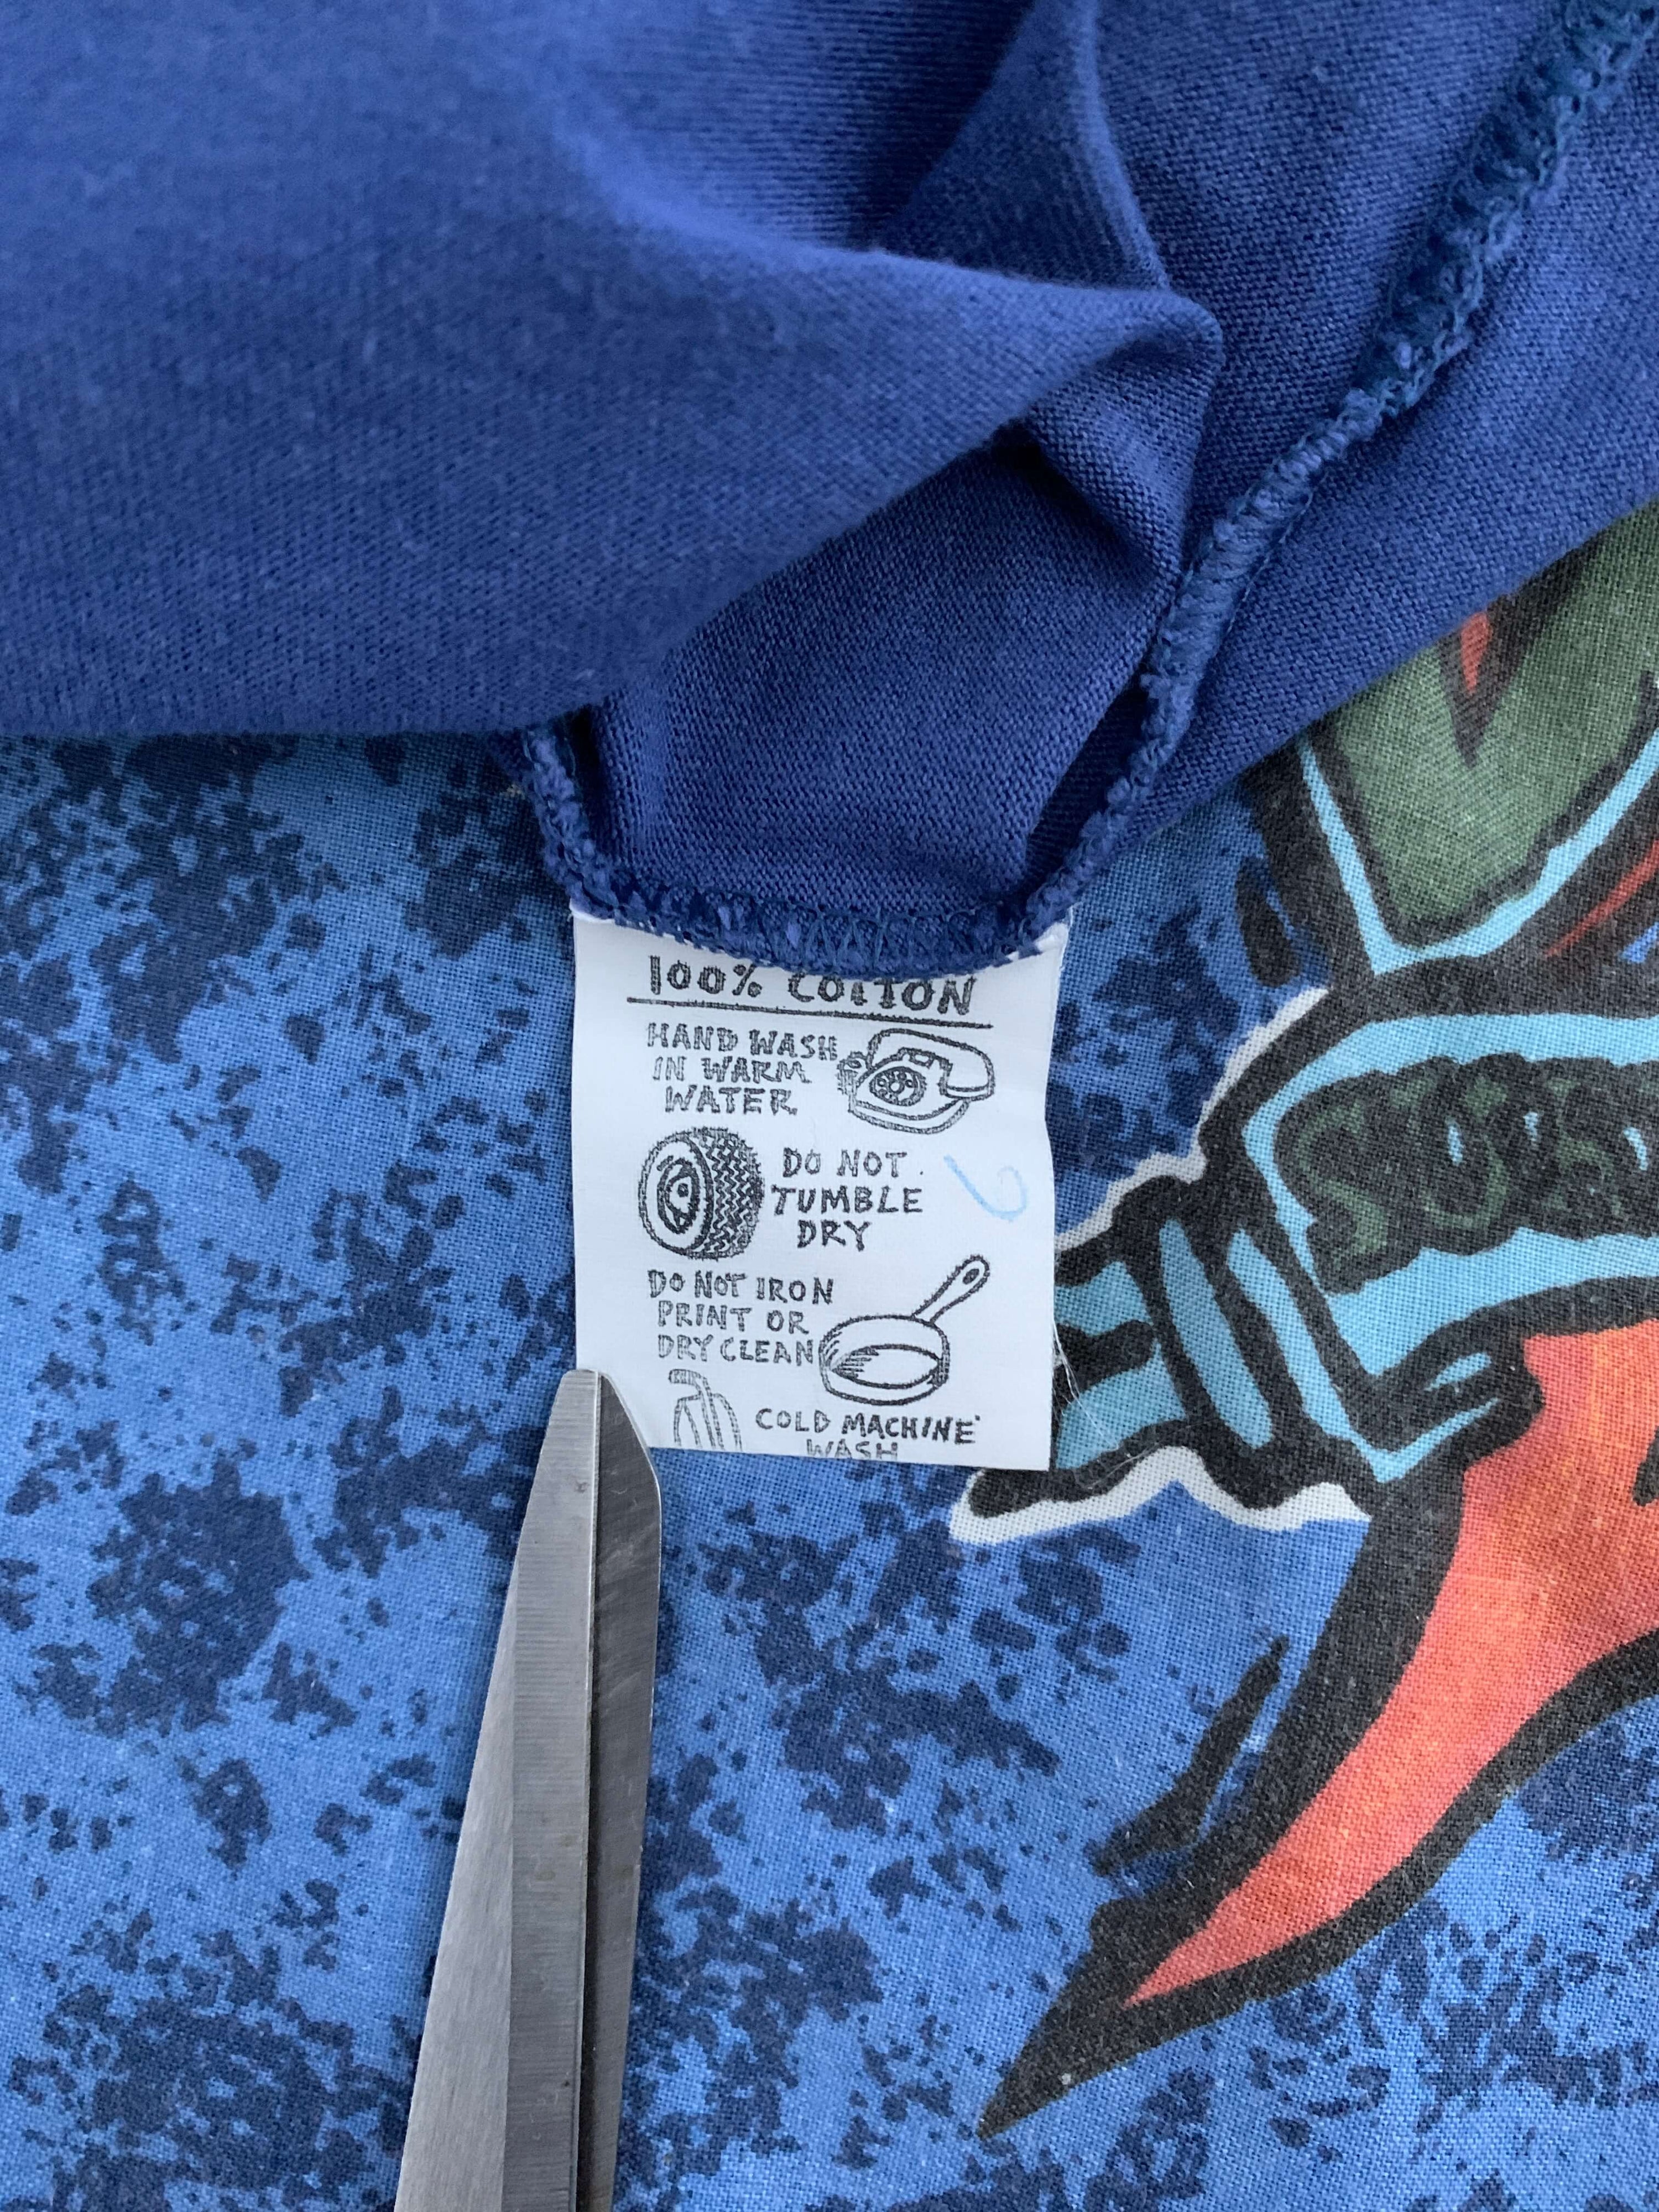 100% COTTON
HAND WASH
IN WARM
WATER
DO NOT
TUMBLE
DRY
DO NOT IRON
PRINT OR
DRY CLEAN
COLD MACHINE
WASH